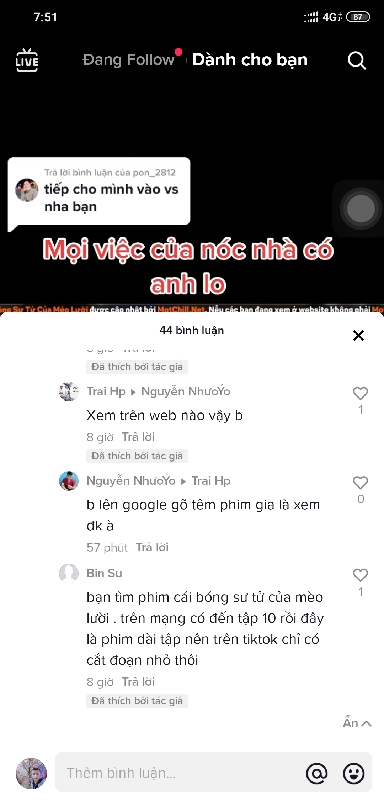 7:51
4G
87
LIVE
Đang Follow
Dành cho bạn
Trả lời bình luận của pon_2812
tiếp cho mình vào vs
nha bạn
Mọi việc của nóc nhà có
anh lo
Sư Tử Của Mèo Lười được cập nhật bởi MotChill.Net. Nếu các bạn đang xem ở website không phải
44 bình luận
8 giờ Trả lời
Đã thích bởi tác giả
Trai Hp Nguyễn NhươYo
Xem trên web nào vậy b
1
8 giờ Trả lời
Đã thích bởi tác giả
Nguyễn NhươYo Trai Hp
b lên google gõ têm phim gia là xem
dk à
0
57 phút Trả lời
Bin Su
bạn tìm phim cái bóng sư tử của mèo
lười . trên mạng có đến tập 10 rồi đây
là phim dài tập nên trên tiktok chỉ có
cắt đoạn nhỏ thôi
1
8 giờ Trả lời
Đã thích bởi tác giả
Ẩn
Thêm bình luận...